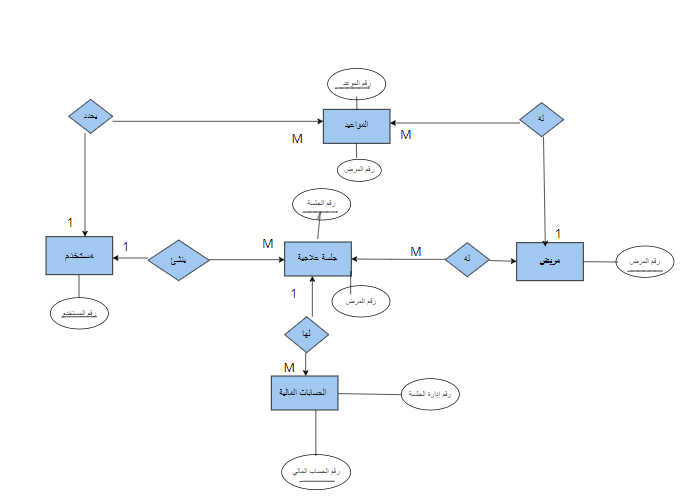 رقم الموعد
يحدد
له
المواعيد
M
M
رقم المرض
رقم الجلسة
1
1
مستخدم
1
ينشئ
M
جلسة علاجية
M
له
مريض
رقم المرض
رقم المرض
1
رقم المستخدم
لها
M
الحسابات المالية
رقم إدارة الجلسة
رقم الحساب المالي